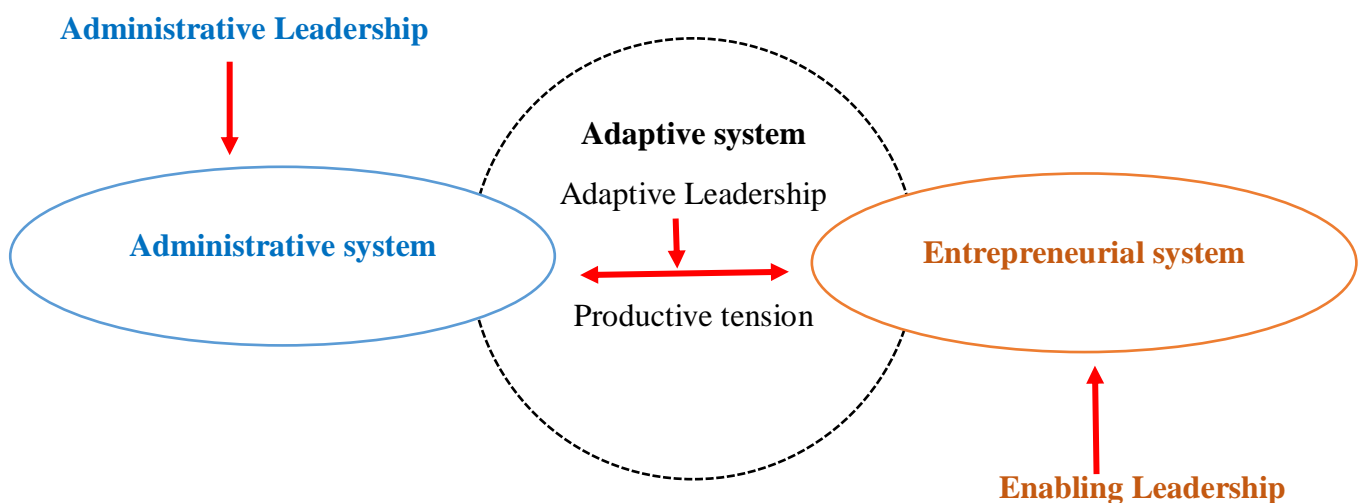 Administrative Leadership
Adaptive system
Adaptive Leadership
Administrative system
Entrepreneurial system
Productive tension
Enabling Leadership